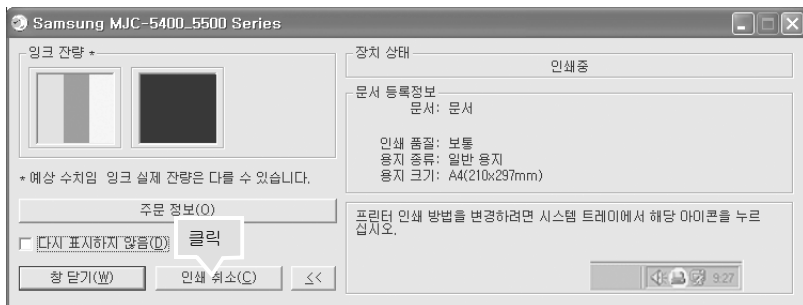 Samsung MJC-5400_5500 Series
잉크 잔량 *
* 예상 수치임 잉크 실제 잔량은 다를 수 있습니다.
주문 정보(O)
다시 표시하지 않음(D)
클릭
창 닫기(W)
인쇄 취소(C)
<<
장치 상태
인쇄중
문서 등록정보
문서: 문서
인쇄 품질: 보통
용지 종류: 일반 용지
용지 크기: A4(210x297mm)
프린터 인쇄 방법을 변경하려면 시스템 트레이에서 해당 아이콘을 누르
십시오.
9:27